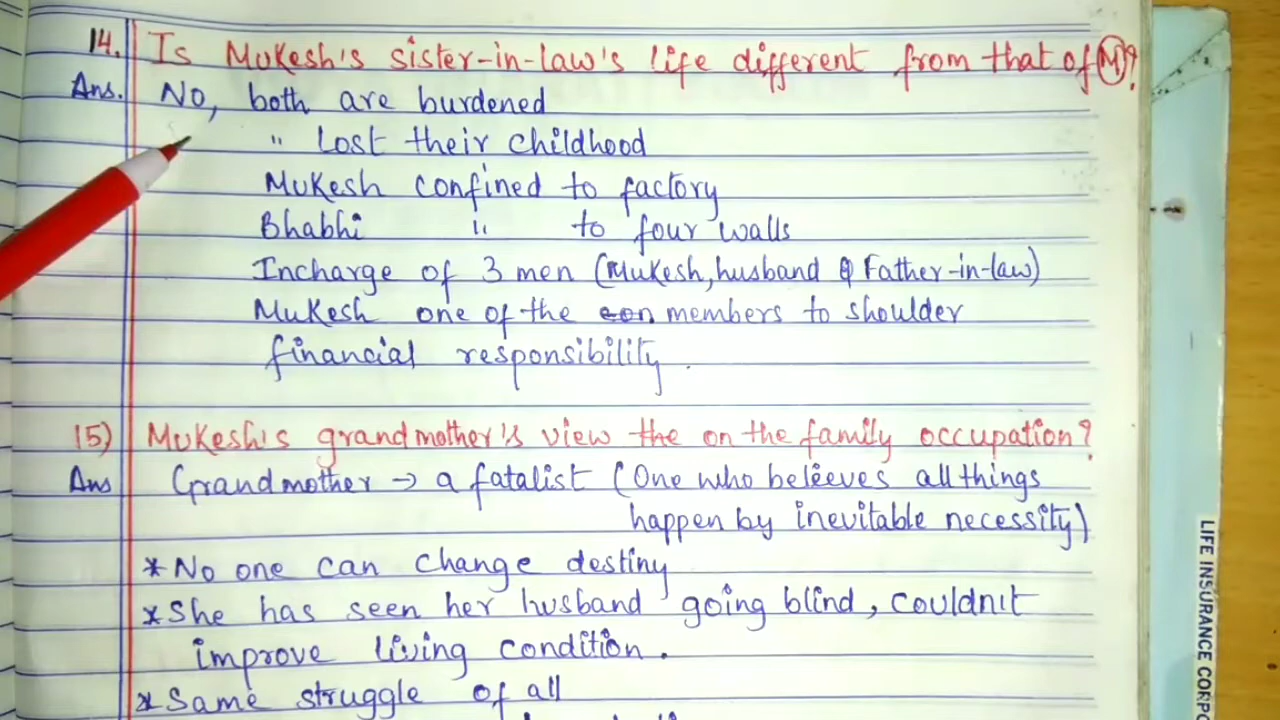 14. Is Mukesh's sister-in-law's life different from that of M?
Ans. No, both are burdened
" Lost their childhood
Mukesh confined to factory
Bhabhi " to four walls
Incharge of 3 men (Mukesh, husband & Father-in-law)
Mukesh one of the members to shoulder
financial responsibility.
15) Mukesh's grandmother's view the on the family occupation?
Ans Grandmother → a fatalist (One who beleeves all things
happen by inevitable necessity)
* No one can change destiny
* She has seen her husband going blind, couldn't
improve living condition.
* Same struggle of all
LIFE INSURANCE CORPO